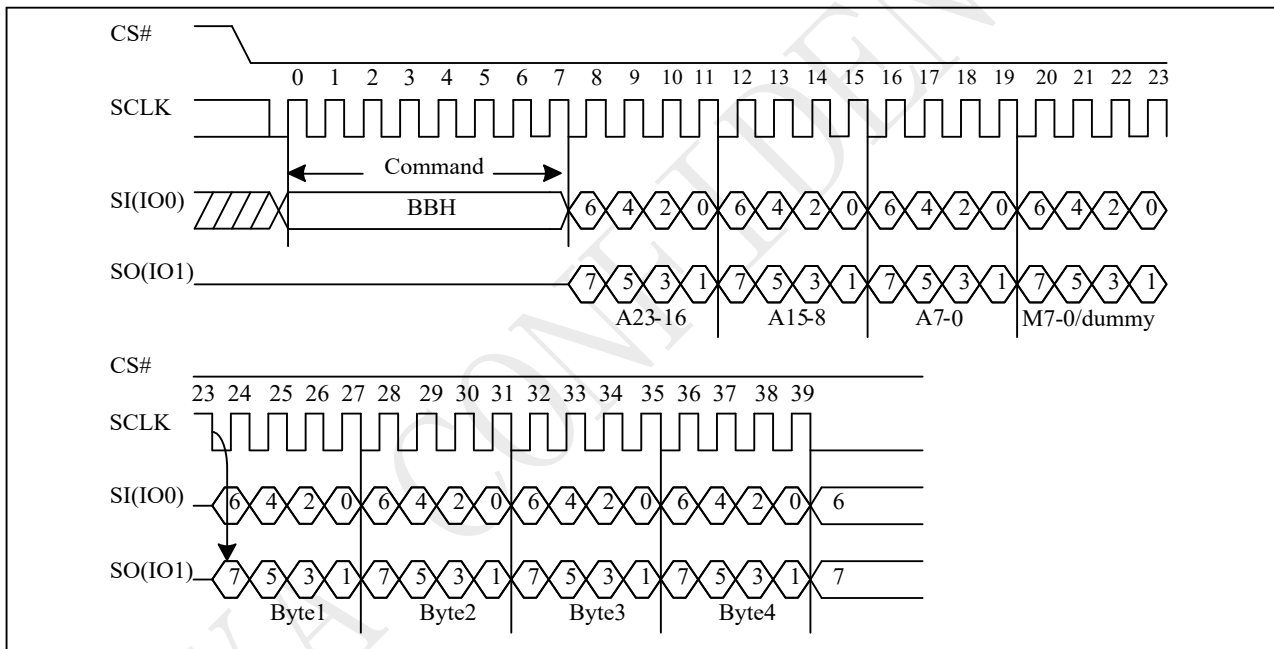 CS#
0 1 2 3 4 5 6 7 8 9 10 11 12 13 14 15 16 17 18 19 20 21 22 23
SCLK
Command
SI(IO0) BBH 6 4 2 0 6 4 2 0 6 4 2 0 6 4 2 0
SO(IO1) 7 5 3 1 7 5 3 1 7 5 3 1 7 5 3 1
A23-16 A15-8 A7-0 M7-0/dummy
CS#
23 24 25 26 27 28 29 30 31 32 33 34 35 36 37 38 39
SCLK
SI(IO0) 6 4 2 0 6 4 2 0 6 4 2 0 6 4 2 0 6
SO(IO1) 7 5 3 1 7 5 3 1 7 5 3 1 7 5 3 1 7
Byte1 Byte2 Byte3 Byte4